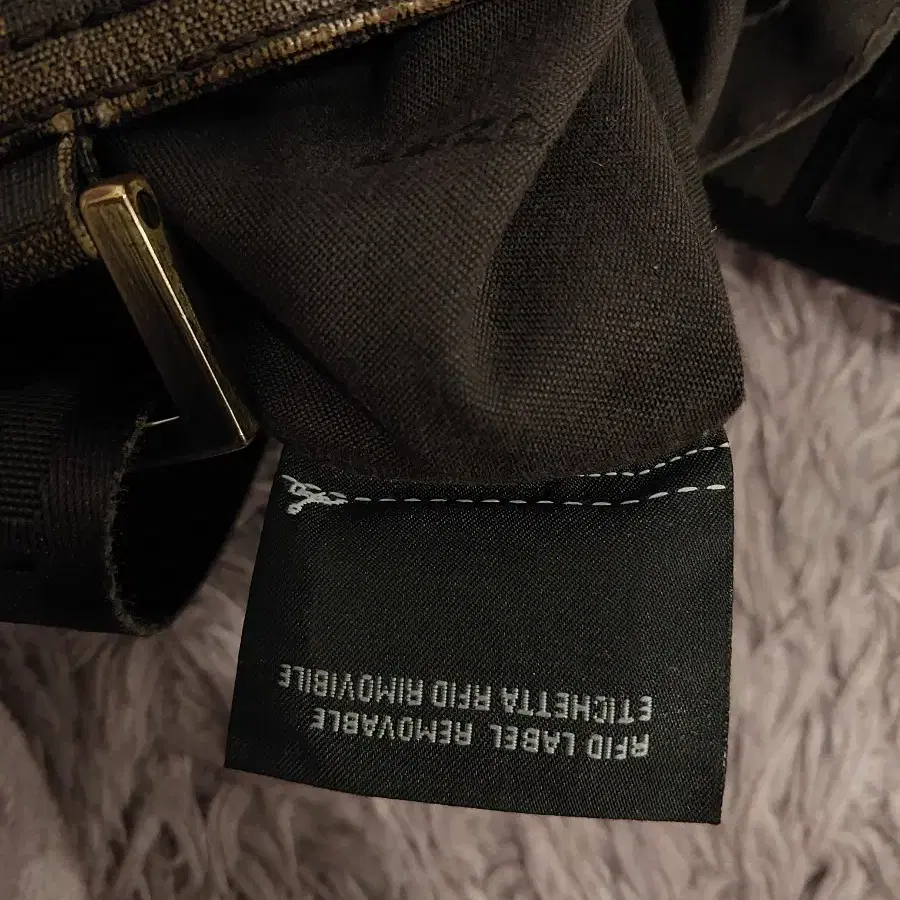 RFID LABEL REMOVABLE
ETICHETTA RFID RIMOVIBILE